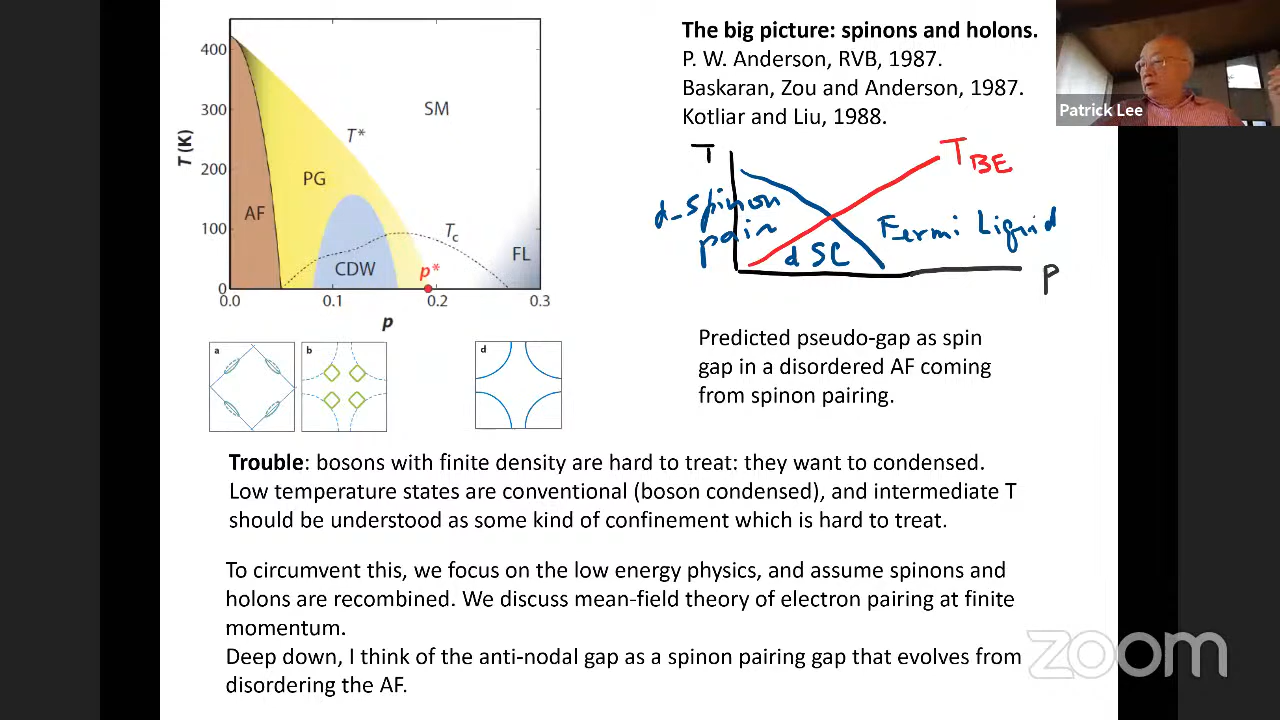 400
300
200
100
0
T (K)
SM
T*
PG
AF
Tc
FL
CDW
p*
0.0
0.1
0.2
0.3
p
a
b
d
The big picture: spinons and holons.
P. W. Anderson, RVB, 1987.
Baskaran, Zou and Anderson, 1987.
Kotliar and Liu, 1988.
Patrick Lee
T
TBE
d-spinon
pair
Fermi Liquid
dSC
P
Predicted pseudo-gap as spin
gap in a disordered AF coming
from spinon pairing.
Trouble: bosons with finite density are hard to treat: they want to condensed.
Low temperature states are conventional (boson condensed), and intermediate T
should be understood as some kind of confinement which is hard to treat.
To circumvent this, we focus on the low energy physics, and assume spinons and
holons are recombined. We discuss mean-field theory of electron pairing at finite
momentum.
Deep down, I think of the anti-nodal gap as a spinon pairing gap that evolves from
disordering the AF.
zoom